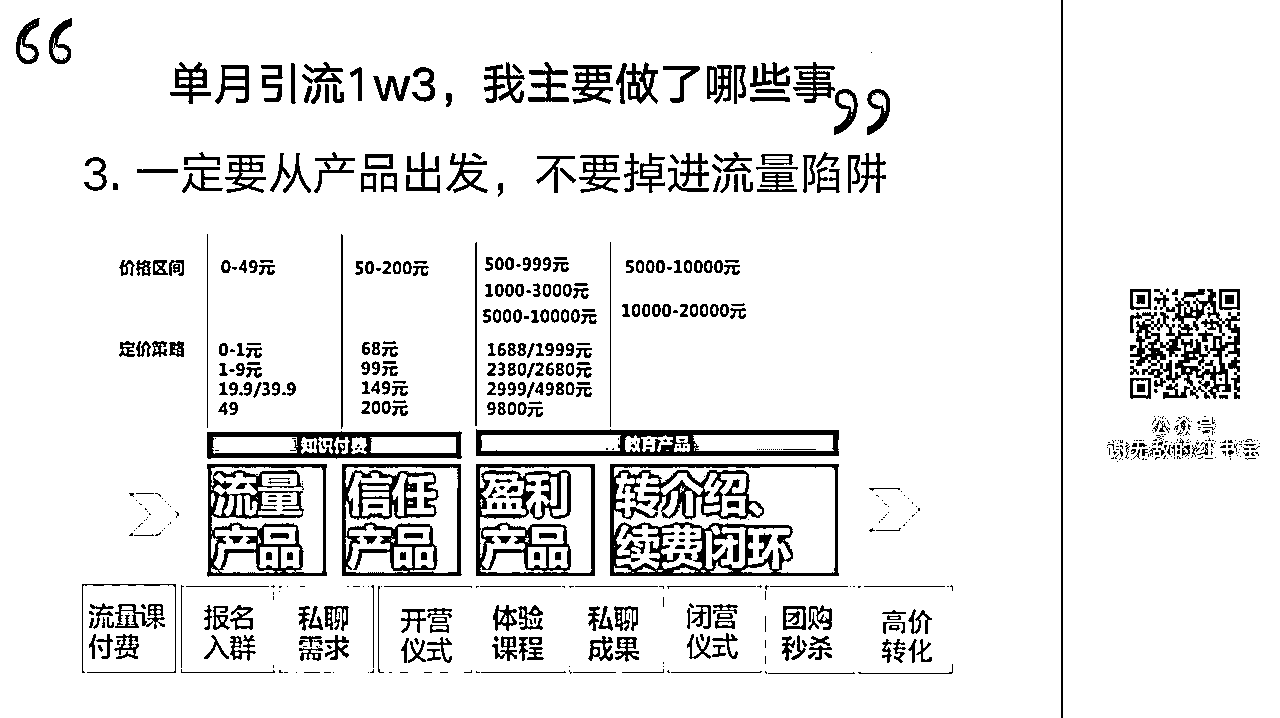 “
单月引流1w3，我主要做了哪些事
”
3. 一定要从产品出发，不要掉进流量陷阱
价格区间 0-49元 50-200元 500-999元 5000-10000元
1000-3000元
5000-10000元 10000-20000元
定价策略 0-1元 68元 1688/1999元
1-9元 99元 2380/2680元
19.9/39.9 149元 2999/4980元
49 200元 9800元
知识付费 教育产品
流量 信任 盈利 转介绍、
产品 产品 产品 续费闭环
流量课 报名 私聊 开营 体验 私聊 闭营 团购 高价
付费 入群 需求 仪式 课程 成果 仪式 秒杀 转化
公众号